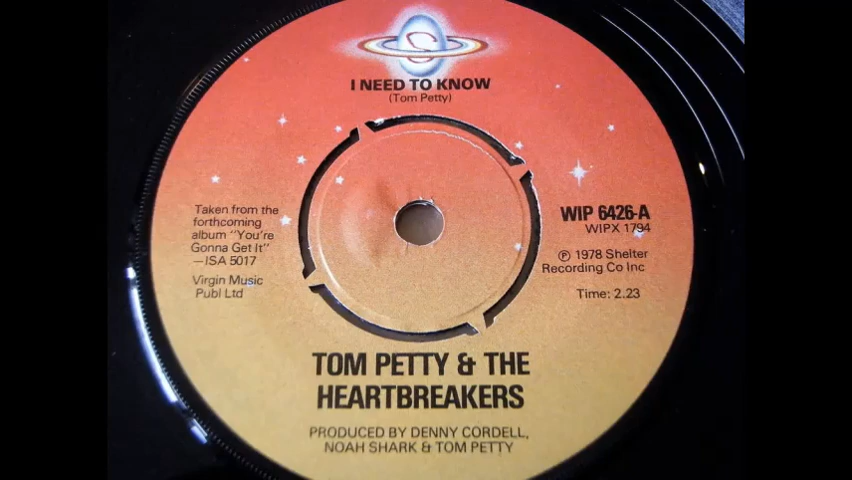 I NEED TO KNOW
(Tom Petty)
Taken from the
forthcoming
album "You're
Gonna Get It"
—ISA 5017
Virgin Music
Publ Ltd
WIP 6426-A
WIPX 1794
Ⓟ 1978 Shelter
Recording Co Inc
Time: 2.23
TOM PETTY & THE
HEARTBREAKERS
PRODUCED BY DENNY CORDELL,
NOAH SHARK & TOM PETTY